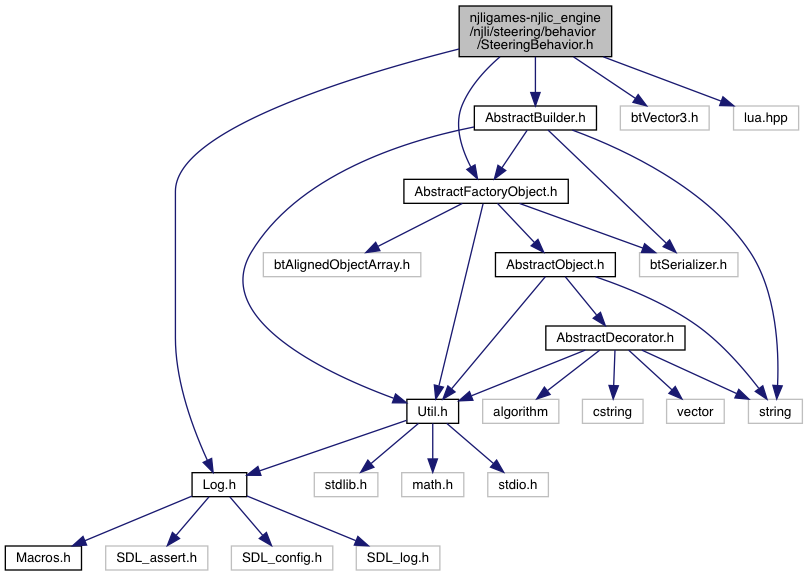 njligames-njlic_engine
/njli/steering/behavior
/SteeringBehavior.h
AbstractBuilder.h
btVector3.h
lua.hpp
AbstractFactoryObject.h
btAlignedObjectArray.h
AbstractObject.h
btSerializer.h
AbstractDecorator.h
Util.h
algorithm
cstring
vector
string
Log.h
stdlib.h
math.h
stdio.h
Macros.h
SDL_assert.h
SDL_config.h
SDL_log.h